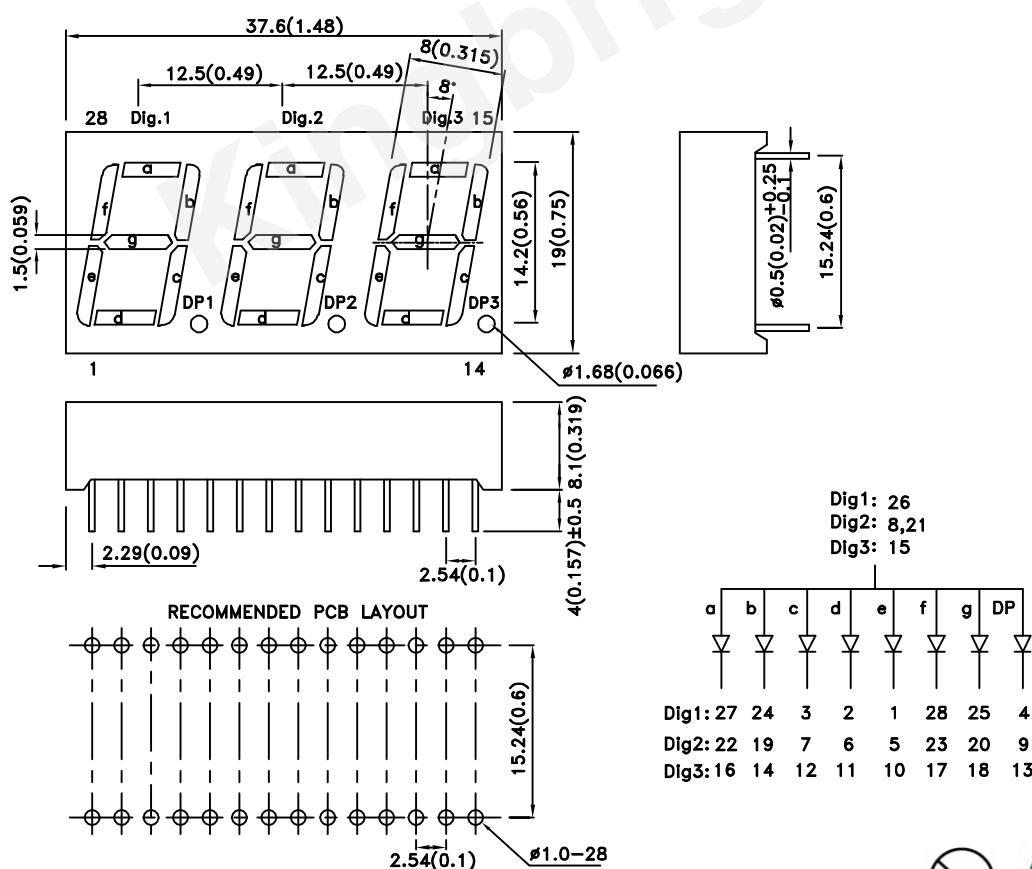 37.6(1.48)
8(0.315)
12.5(0.49) 12.5(0.49)
8°
28 Dig.1 Dig.2 Dig.3 15
a a a
f b f b f b
g g g
e c e c e c
d d d
DP1 DP2 DP3
1.5(0.059)
14.2(0.56)
19(0.75)
1 14
ø1.68(0.066)
ø0.5(0.02)+0.25
-0.1
15.24(0.6)
8.1(0.319)
4(0.157)±0.5
2.29(0.09)
2.54(0.1)
RECOMMENDED PCB LAYOUT
15.24(0.6)
2.54(0.1)
ø1.0-28
Dig1: 26
Dig2: 8,21
Dig3: 15
a b c d e f g DP
Dig1: 27 24 3 2 1 28 25 4
Dig2: 22 19 7 6 5 23 20 9
Dig3: 16 14 12 11 10 17 18 13